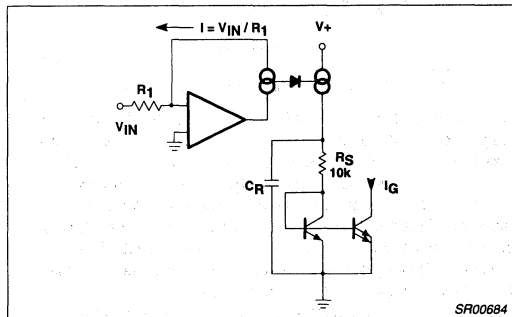 I = VIN / R1
V+
R1
VIN
RS
10k
CR
IG
SR00684